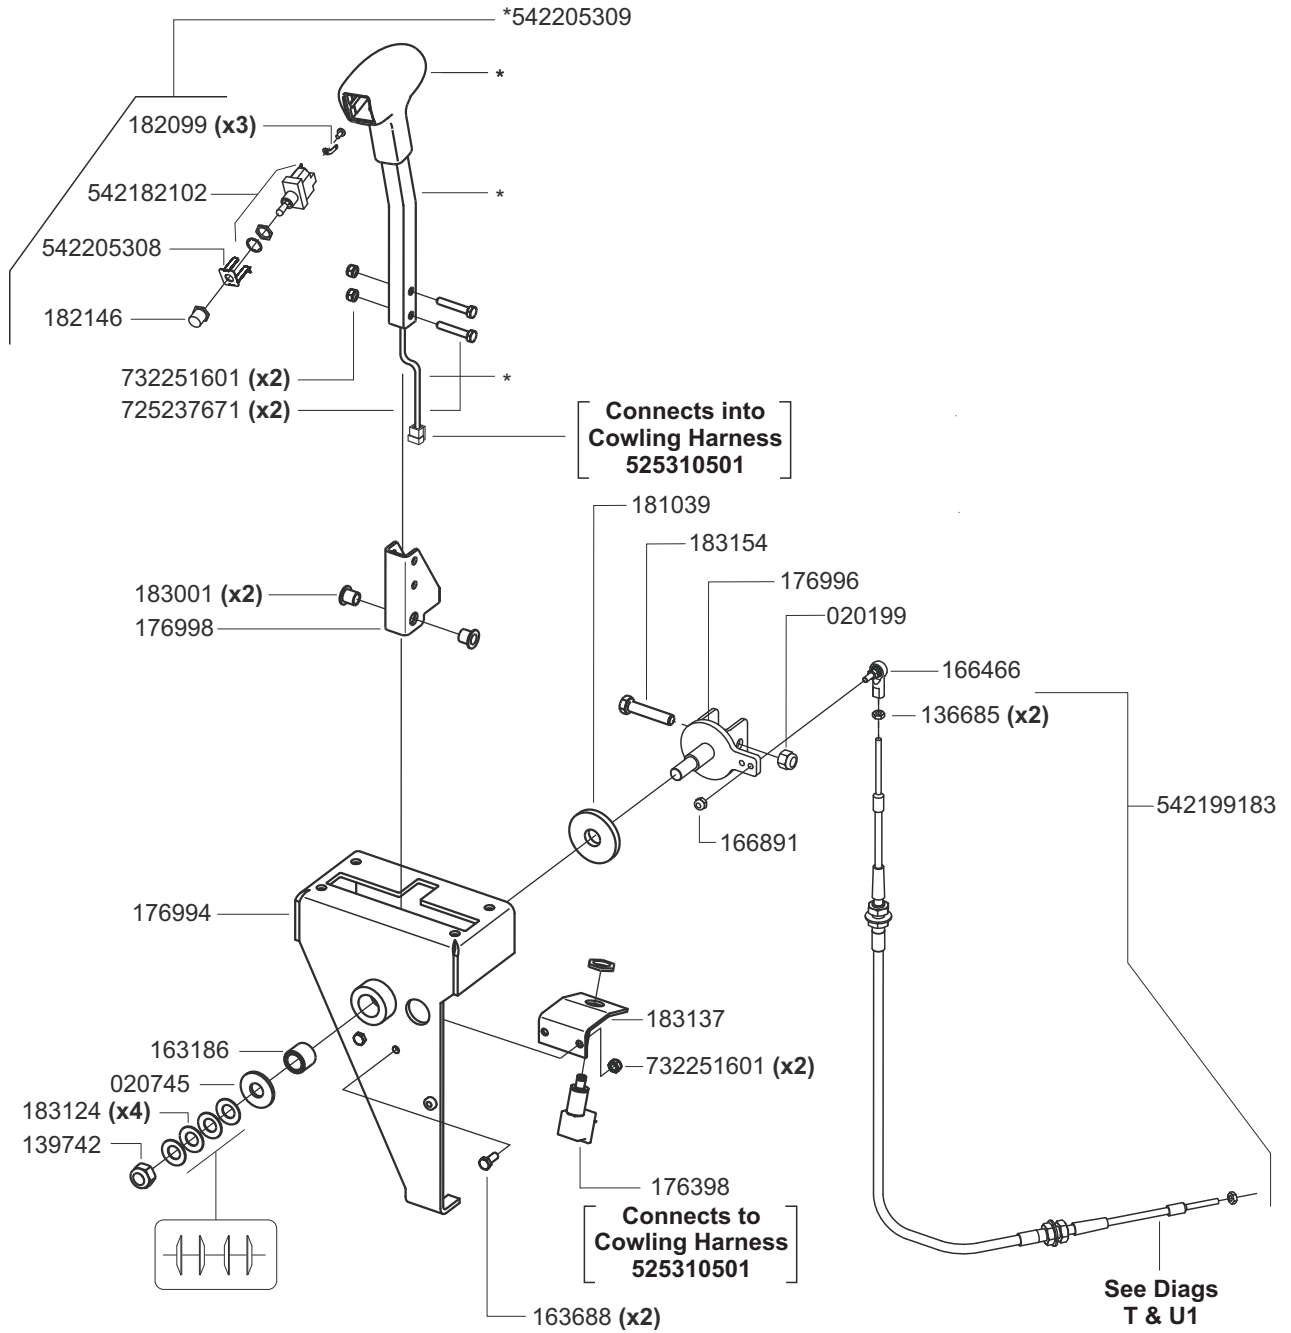 *542205309
*
182099 (x3)
542182102
*
542205308
182146
732251601 (x2)
*
725237671 (x2)
Connects into
Cowling Harness
525310501
181039
183154
176996
183001 (x2)
020199
176998
166466
136685 (x2)
542199183
166891
176994
183137
163186
732251601 (x2)
020745
183124 (x4)
139742
176398
Connects to
Cowling Harness
525310501
See Diags
T & U1
163688 (x2)